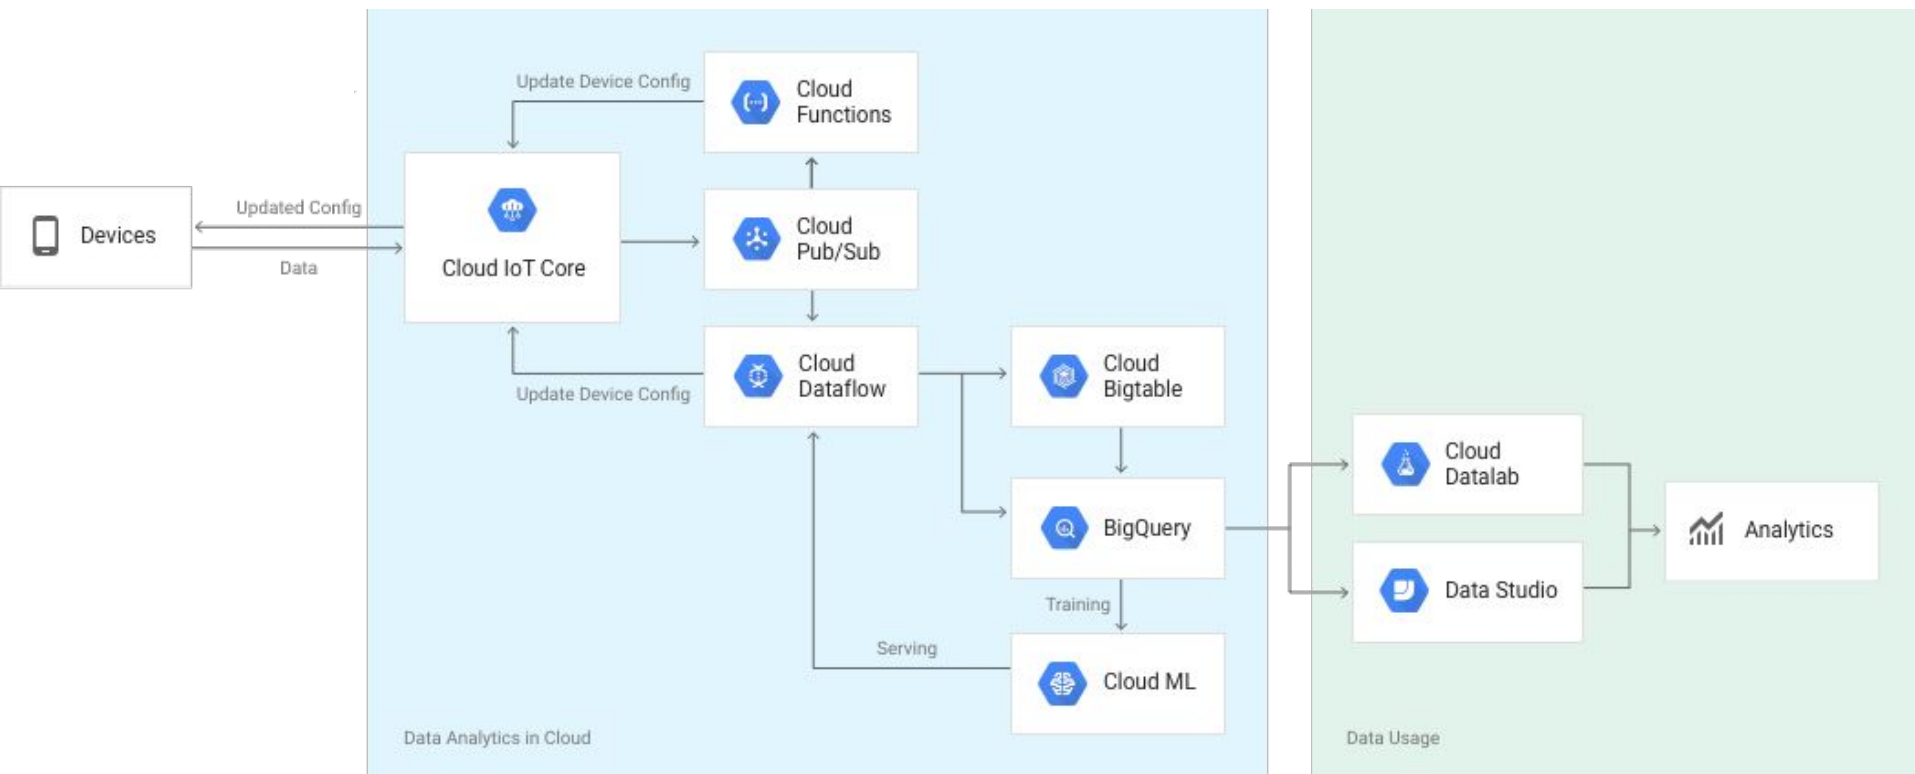 Update Device Config
Cloud
Functions
Updated Config
Devices
Data
Cloud IoT Core
Cloud
Pub/Sub
Cloud
Dataflow
Update Device Config
Cloud
Bigtable
Cloud
Datalab
BigQuery
Analytics
Training
Data Studio
Serving
Cloud ML
Data Analytics in Cloud
Data Usage